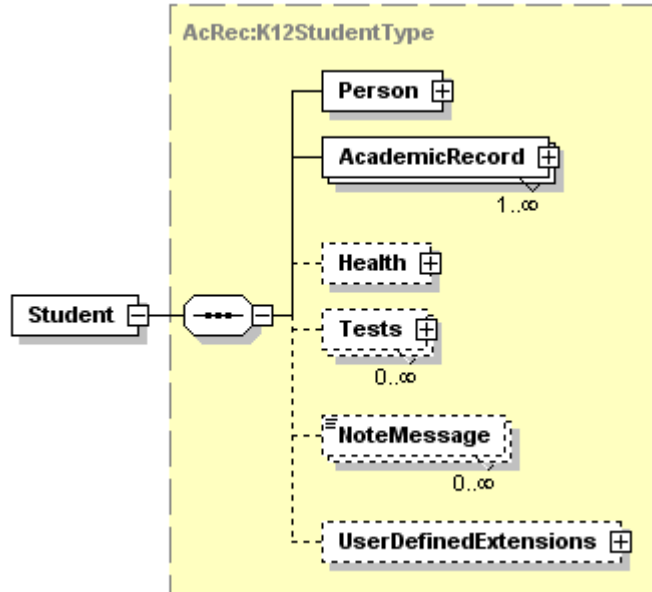 AcRec:K12StudentType
Person
AcademicRecord
1..∞
Health
Student
Tests
0..∞
NoteMessage
0..∞
UserDefinedExtensions